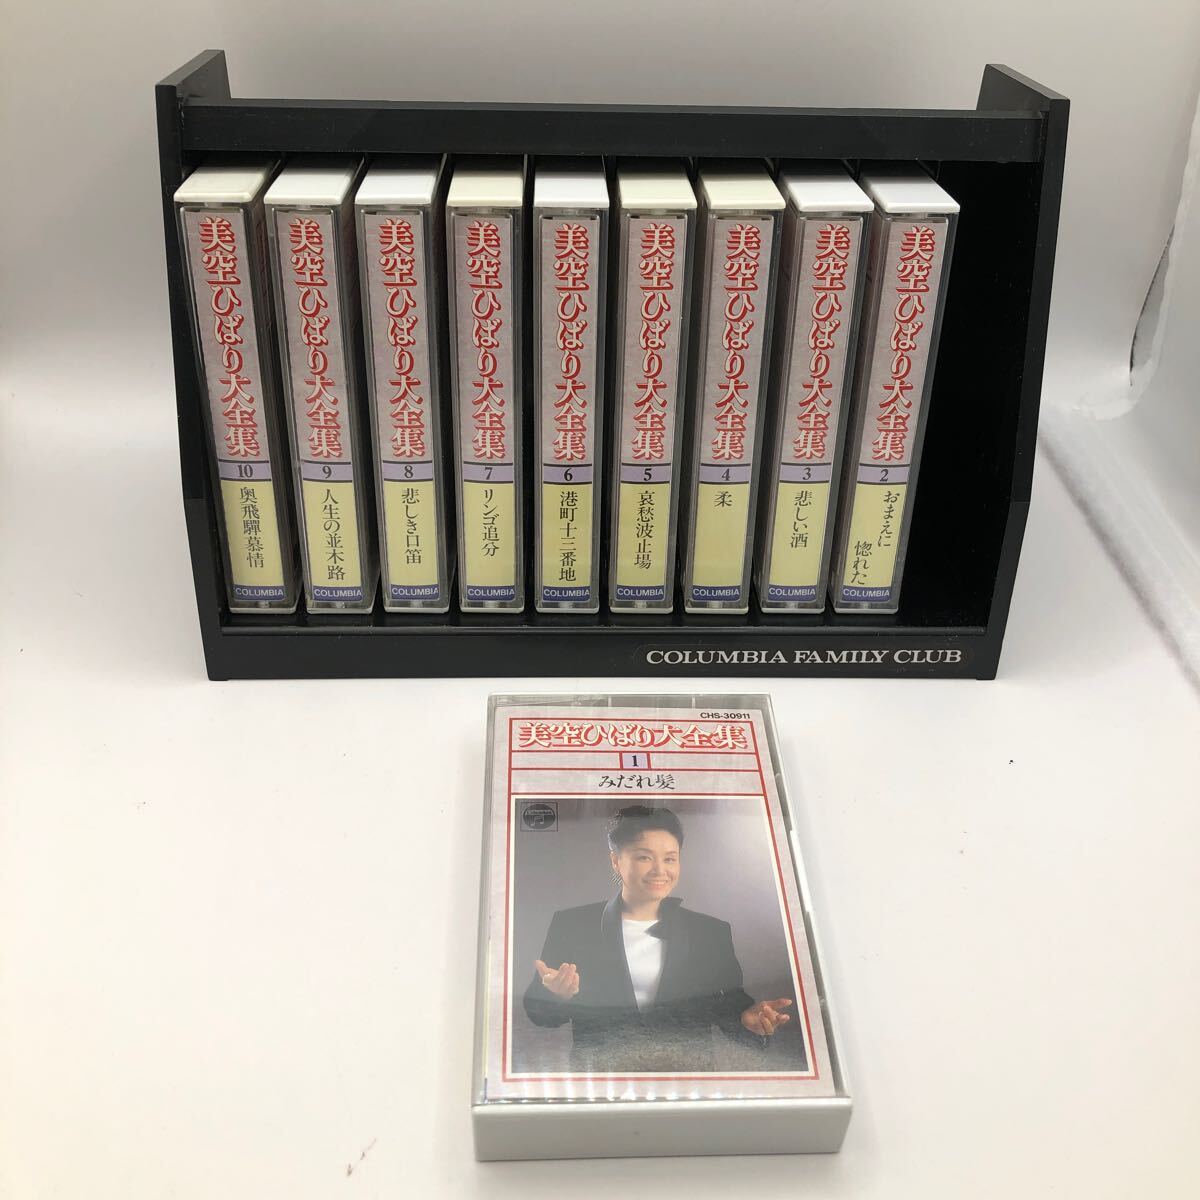 美空ひばり大全集
10
奥飛驒慕情
COLUMBIA
美空ひばり大全集
9
人生の並木路
COLUMBIA
美空ひばり大全集
8
悲しき口笛
COLUMBIA
美空ひばり大全集
7
リンゴ追分
COLUMBIA
美空ひばり大全集
6
港町十三番地
COLUMBIA
美空ひばり大全集
5
哀愁波止場
COLUMBIA
美空ひばり大全集
4
柔
COLUMBIA
美空ひばり大全集
3
悲しい酒
COLUMBIA
美空ひばり大全集
2
おまえに
惚れた
COLUMBIA
COLUMBIA FAMILY CLUB
CHS-30911
美空ひばり大全集
1
みだれ髪